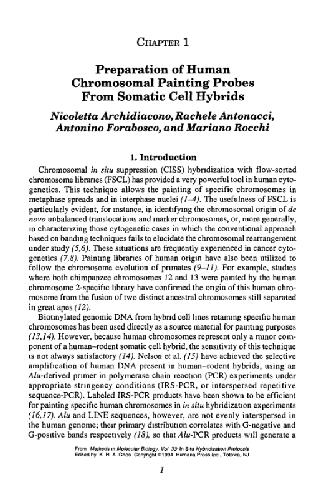 CHAPTER 1
Preparation of Human
Chromosomal Painting Probes
From Somatic Cell Hybrids
Nicoletta Archidiacono, Rachele Antonacci,
Antonino Forabosco, and Mariano Rocchi
1. Introduction
Chromosomal in situ suppression (CISS) hybridization with flow-sorted
chromosome libraries (FSCL) has provided a very powerful tool in human cyto-
genetics. This technique allows the painting of specific chromosomes in
metaphase spreads and in interphase nuclei (1-4). The usefulness of FSCL is
particularly evident, for instance, in identifying the chromosomal origin of de
novo unbalanced translocations and marker chromosomes, or, more generally,
in characterizing those cytogenetic cases in which the conventional approach
based on banding techniques fails to elucidate the chromosomal rearrangement
under study (5,6). These situations are frequently experienced in cancer cyto-
genetics (7,8). Painting libraries of human origin have also been utilized to
follow the chromosome evolution of primates (9-11). For example, studies
where both chimpanzee chromosomes 12 and 13 were painted by the human
chromosome 2-specific library have confirmed the origin of this human chro-
mosome from the fusion of two distinct ancestral chromosomes still separated
in great apes (12).
Biotinylated genomic DNA from hybrid cell lines retaining specific human
chromosomes has been used directly as a source material for painting purposes
(13,14). However, because human chromosomes represent only a minor com-
ponent of a human-rodent somatic cell hybrid, the sensitivity of this technique
is not always satisfactory (14). Nelson et al. (15) have achieved the selective
amplification of human DNA present in human-rodent hybrids, using an
Alu-derived primer in polymerase chain reaction (PCR) experiments under
appropriate stringency conditions (IRS-PCR, or interspersed repetitive
sequence-PCR). Labeled IRS-PCR products have been shown to be efficient
for painting specific human chromosomes in in situ hybridization experiments
(16,17). Alu and LINE sequences, however, are not evenly interspersed in
the human genome; their primary distribution correlates with G-negative and
G-positive bands respectively (18), so that Alu-PCR products will generate a
From: Methods in Molecular Biology, Vol. 33: In Situ Hybridization Protocols
Edited by: K. H. A. Choo Copyright ©1994 Humana Press Inc., Totowa, NJ
1